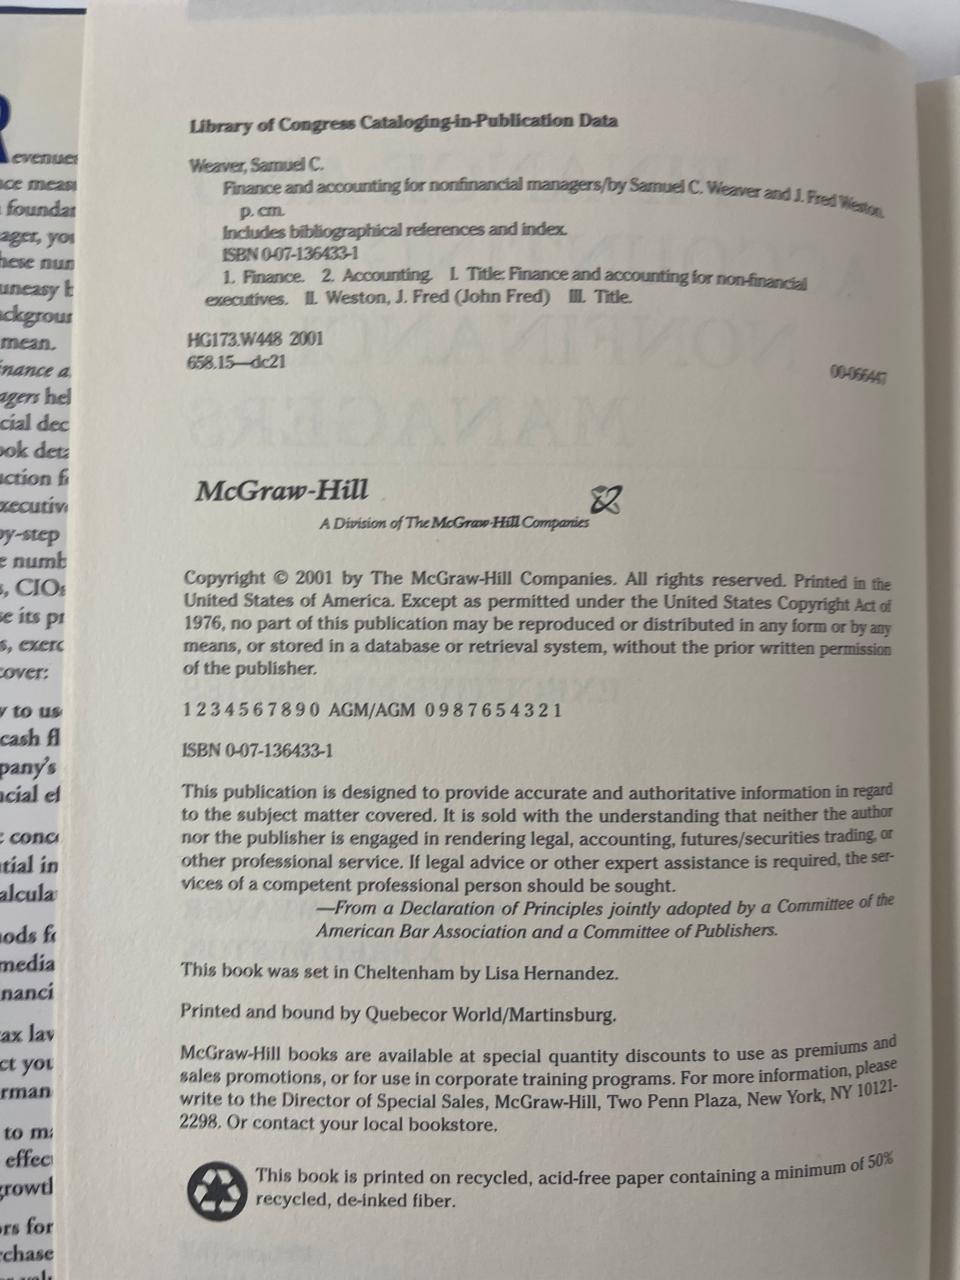 Library of Congress Cataloging-in-Publication Data
Weaver, Samuel C.
Finance and accounting for nonfinancial managers/by Samuel C. Weaver and J. Fred Weston.
p. cm.
Includes bibliographical references and index.
ISBN 0-07-136433-1
1. Finance. 2. Accounting. I. Title: Finance and accounting for non-financial
executives. II. Weston, J. Fred (John Fred) III. Title.
HG173.W448 2001
658.15—dc21
00-066447
McGraw-Hill
A Division of The McGraw-Hill Companies
Copyright © 2001 by The McGraw-Hill Companies. All rights reserved. Printed in the
United States of America. Except as permitted under the United States Copyright Act of
1976, no part of this publication may be reproduced or distributed in any form or by any
means, or stored in a database or retrieval system, without the prior written permission
of the publisher.
1 2 3 4 5 6 7 8 9 0 AGM/AGM 0 9 8 7 6 5 4 3 2 1
ISBN 0-07-136433-1
This publication is designed to provide accurate and authoritative information in regard
to the subject matter covered. It is sold with the understanding that neither the author
nor the publisher is engaged in rendering legal, accounting, futures/securities trading, or
other professional service. If legal advice or other expert assistance is required, the ser-
vices of a competent professional person should be sought.
—From a Declaration of Principles jointly adopted by a Committee of the
American Bar Association and a Committee of Publishers.
This book was set in Cheltenham by Lisa Hernandez.
Printed and bound by Quebecor World/Martinsburg.
McGraw-Hill books are available at special quantity discounts to use as premiums and
sales promotions, or for use in corporate training programs. For more information, please
write to the Director of Special Sales, McGraw-Hill, Two Penn Plaza, New York, NY 10121-
2298. Or contact your local bookstore.
This book is printed on recycled, acid-free paper containing a minimum of 50%
recycled, de-inked fiber.